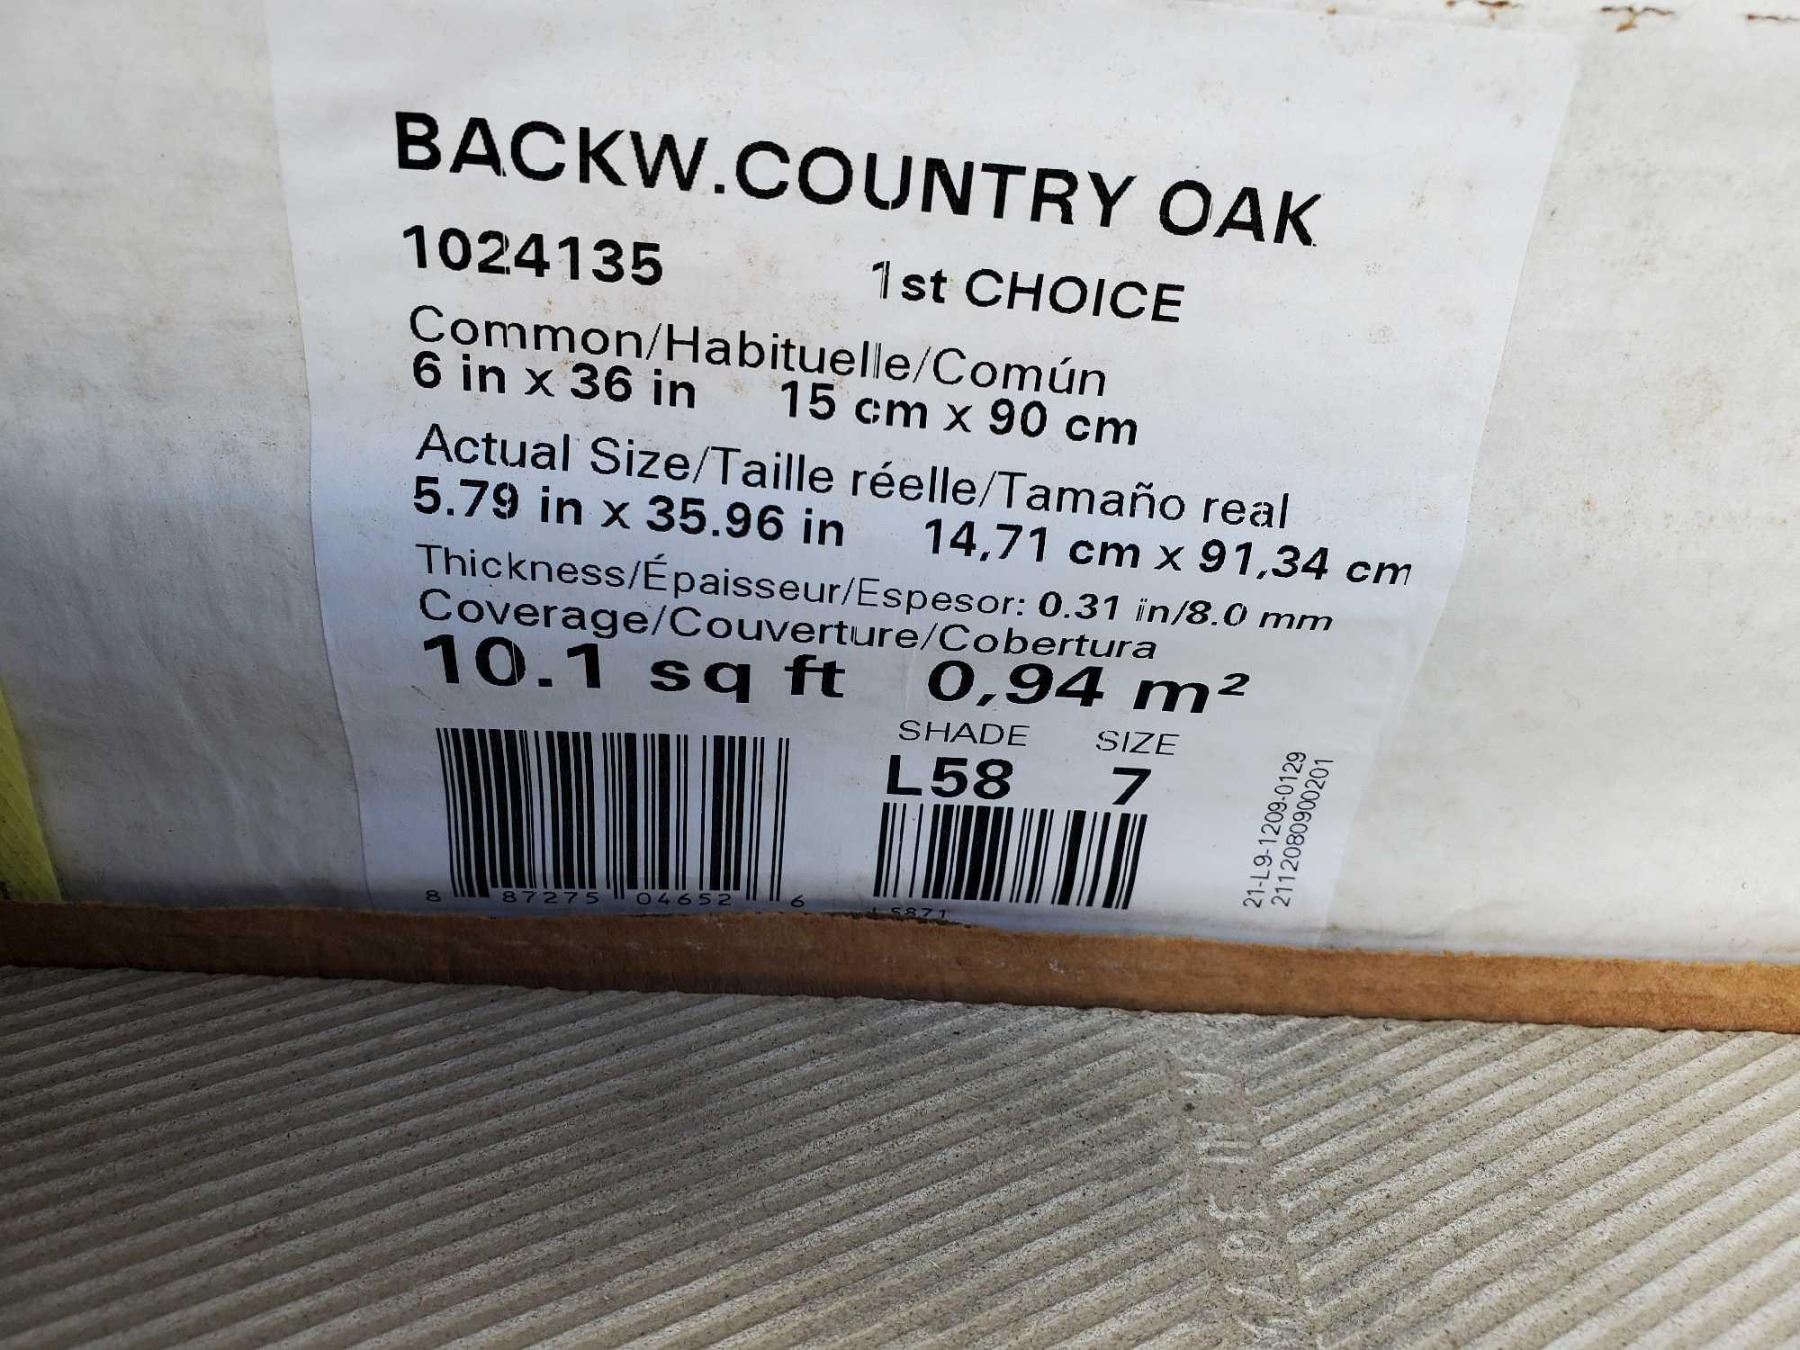 BACKW.COUNTRY OAK
1024135 1st CHOICE
Common/Habituelle/Común
6 in x 36 in 15 cm x 90 cm
Actual Size/Taille réelle/Tamaño real
5.79 in x 35.96 in 14,71 cm x 91,34 cm
Thickness/Épaisseur/Espesor: 0.31 in/8.0 mm
Coverage/Couverture/Cobertura
10.1 sq ft 0,94 m²
SHADE SIZE
L58 7
21-L9-1209-0129
2112080900201
8 87275 04652 6
L5871